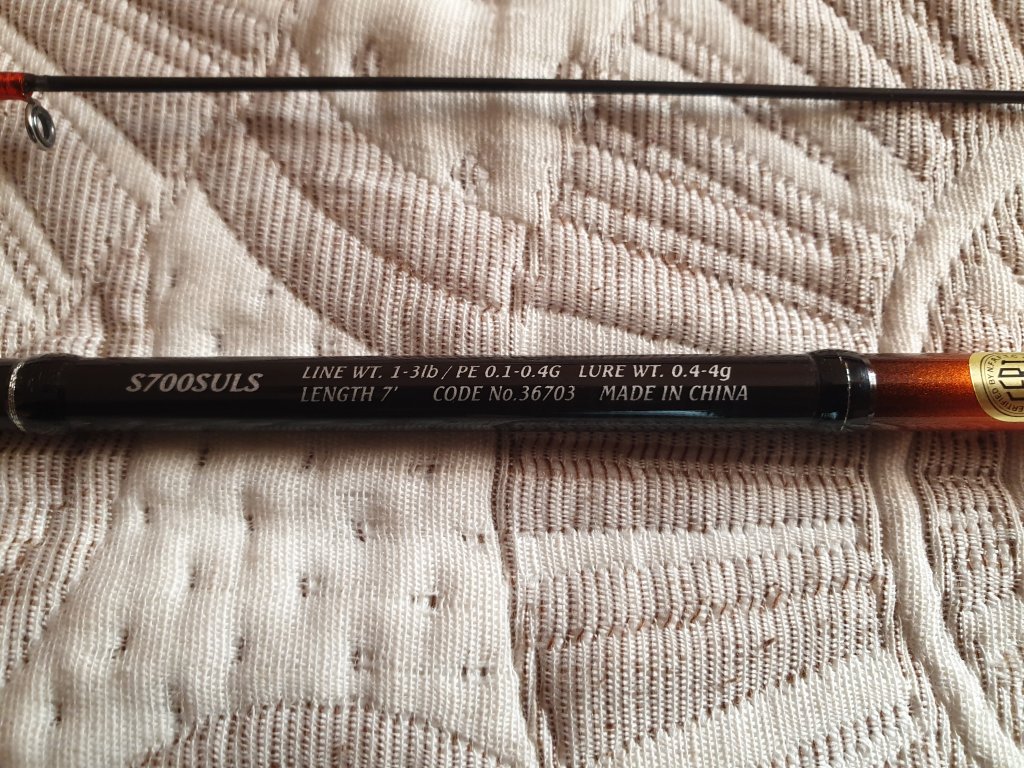 S700SULS
LINE WT. 1-3lb / PE 0.1-0.4G LURE WT. 0.4-4g
LENGTH 7' CODE No.36703 MADE IN CHINA